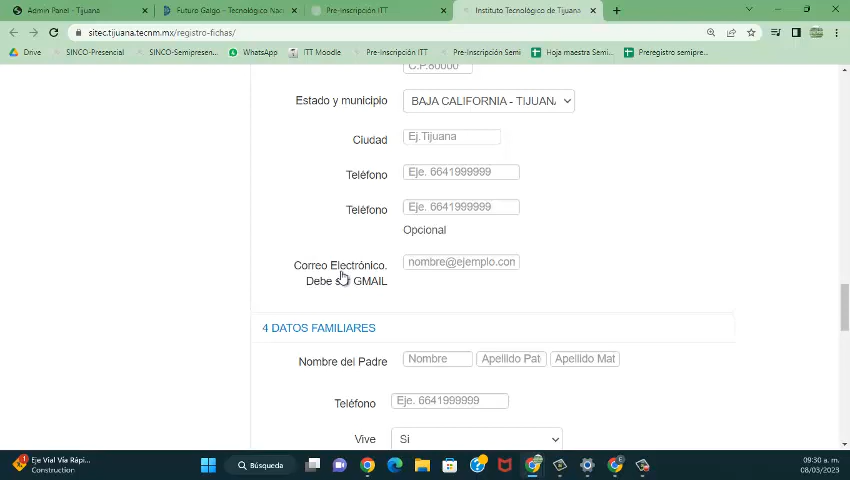 Admin Panel - Tijuana
Futuro Galgo – Tecnológico Naci
Pre-inscripción ITT
Instituto Tecnológico de Tijuana
sitec.tijuana.tecnm.mx/registro-fichas/
Drive
SINCO-Presencial
SINCO-Semipresen...
WhatsApp
ITT Moodle
Pre-Inscripción ITT
Pre-Inscripción Semi
Hoja maestra Semi...
Preregistro semipre...
C.P.80000
Estado y municipio
BAJA CALIFORNIA - TIJUANA
Ciudad
Ej.Tijuana
Teléfono
Eje. 6641999999
Teléfono
Eje. 6641999999
Opcional
Correo Electrónico.
nombre@ejemplo.com
Debe GMAIL
4 DATOS FAMILIARES
Nombre del Padre
Nombre
Apellido Pat
Apellido Mat
Teléfono
Eje. 6641999999
Vive
Si
1
Eje Vial Vía Rápi...
Construction
Búsqueda
09:30 a. m.
08/03/2023